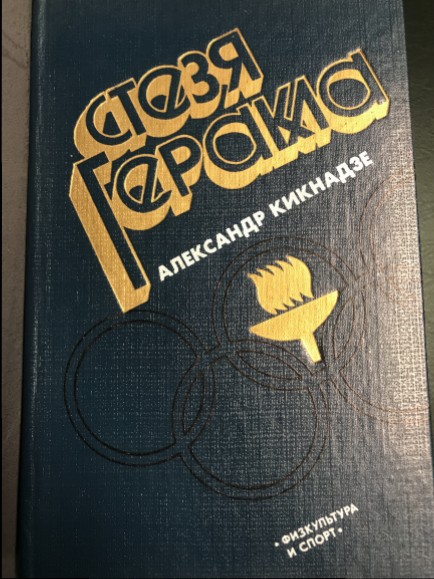 СТЕЗЯ
ГЕРАКЛА
АЛЕКСАНДР КИКНАДЗЕ
• ФИЗКУЛЬТУРА
И СПОРТ •